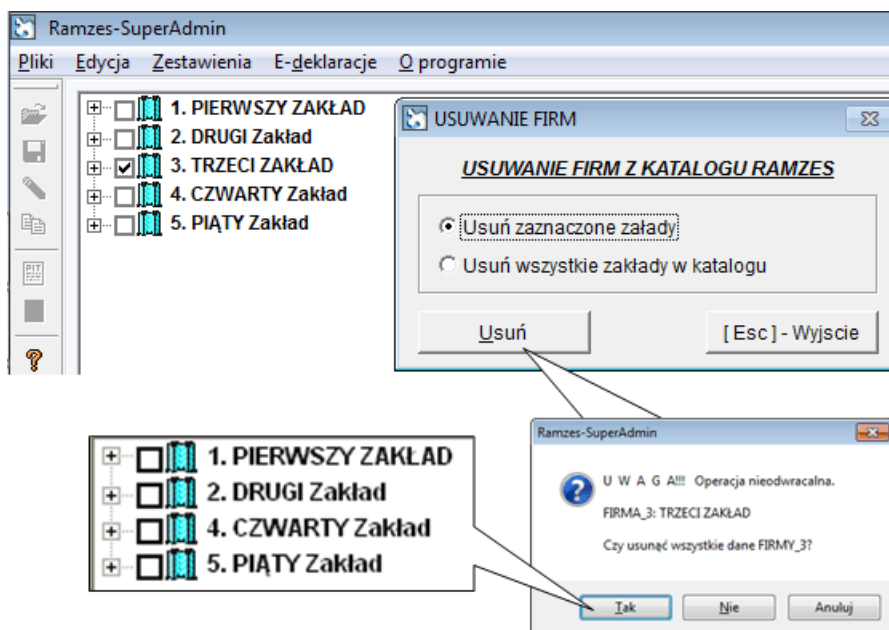 Ramzes-SuperAdmin
Pliki Edycja Zestawienia E-deklaracje O programie
1. PIERWSZY ZAKŁAD
2. DRUGI Zakład
3. TRZECI ZAKŁAD
4. CZWARTY Zakład
5. PIĄTY Zakład
PIT
USUWANIE FIRM
USUWANIE FIRM Z KATALOGU RAMZES
Usuń zaznaczone załady
Usuń wszystkie zakłady w katalogu
Usuń [ Esc ] - Wyjscie
1. PIERWSZY ZAKŁAD
2. DRUGI Zakład
4. CZWARTY Zakład
5. PIĄTY Zakład
Ramzes-SuperAdmin
U W A G A!!! Operacja nieodwracalna.
FIRMA_3: TRZECI ZAKŁAD
Czy usunąć wszystkie dane FIRMY_3?
Tak Nie Anuluj